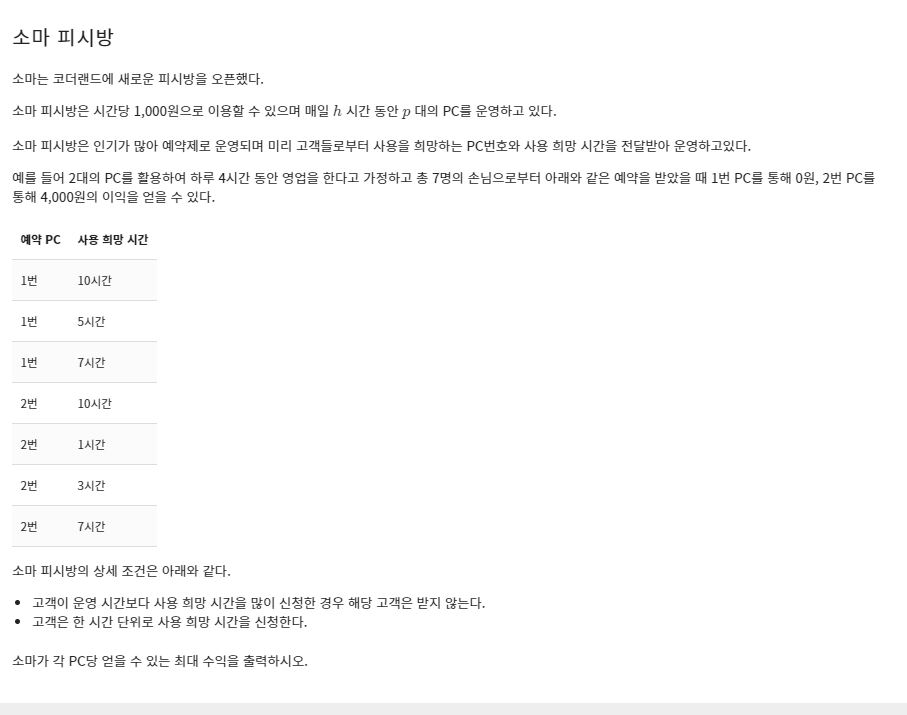 소마 피시방
소마는 코더랜드에 새로운 피시방을 오픈했다.
소마 피시방은 시간당 1,000원으로 이용할 수 있으며 매일 h 시간 동안 p 대의 PC를 운영하고 있다.
소마 피시방은 인기가 많아 예약제로 운영되며 미리 고객들로부터 사용을 희망하는 PC번호와 사용 희망 시간을 전달받아 운영하고있다.
예를 들어 2대의 PC를 활용하여 하루 4시간 동안 영업을 한다고 가정하고 총 7명의 손님으로부터 아래와 같은 예약을 받았을 때 1번 PC를 통해 0원, 2번 PC를
통해 4,000원의 이익을 얻을 수 있다.
예약 PC 사용 희망 시간
1번 10시간
1번 5시간
1번 7시간
2번 10시간
2번 1시간
2번 3시간
2번 7시간
소마 피시방의 상세 조건은 아래와 같다.
• 고객이 운영 시간보다 사용 희망 시간을 많이 신청한 경우 해당 고객은 받지 않는다.
• 고객은 한 시간 단위로 사용 희망 시간을 신청한다.
소마가 각 PC당 얻을 수 있는 최대 수익을 출력하시오.